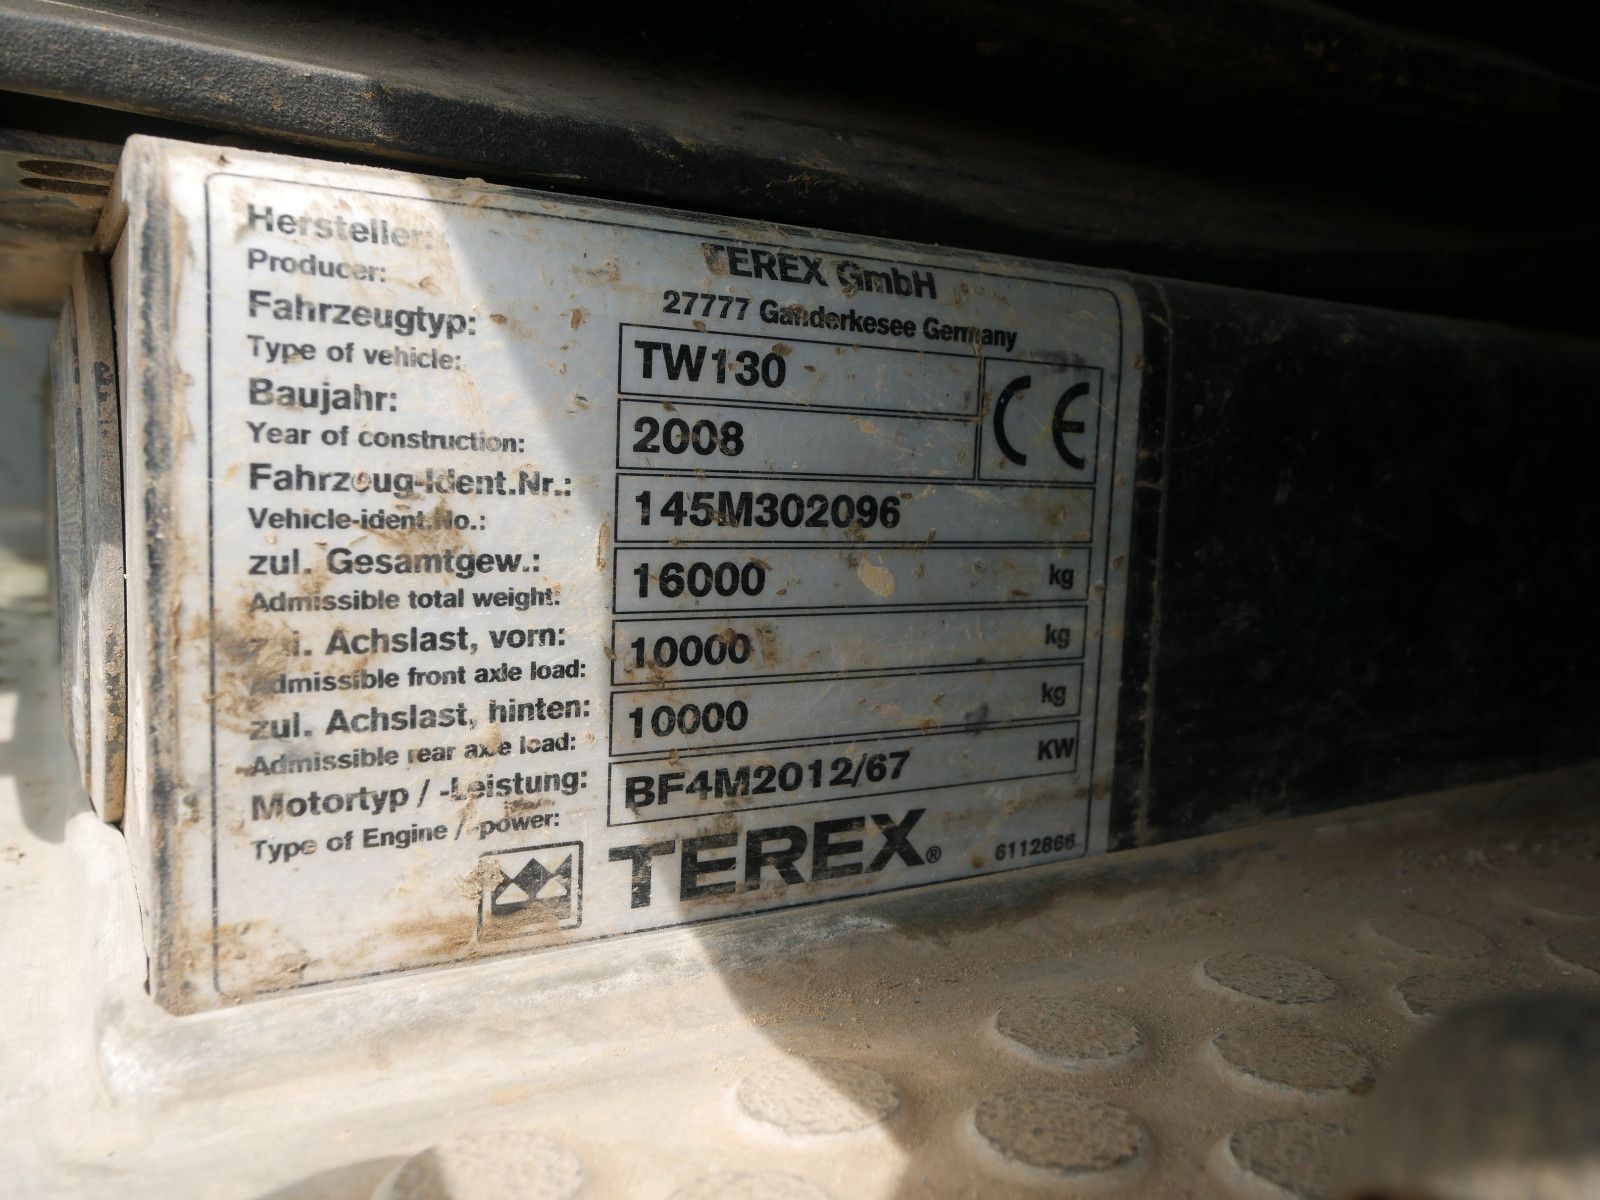 Hersteller:
Producer:
TEREX GmbH
27777 Ganderkesee Germany
Fahrzeugtyp:
Type of vehicle:
TW130
Baujahr:
Year of construction:
2008
CE
Fahrzeug-Ident.Nr.:
Vehicle-ident.No.:
145M302096
zul. Gesamtgew.:
Admissible total weight:
16000 kg
zul. Achslast, vorn:
Admissible front axle load:
10000 kg
zul. Achslast, hinten:
Admissible rear axle load:
10000 kg
Motortyp / -Leistung:
Type of Engine / -power:
BF4M2012/67 KW
TEREX®
6112866